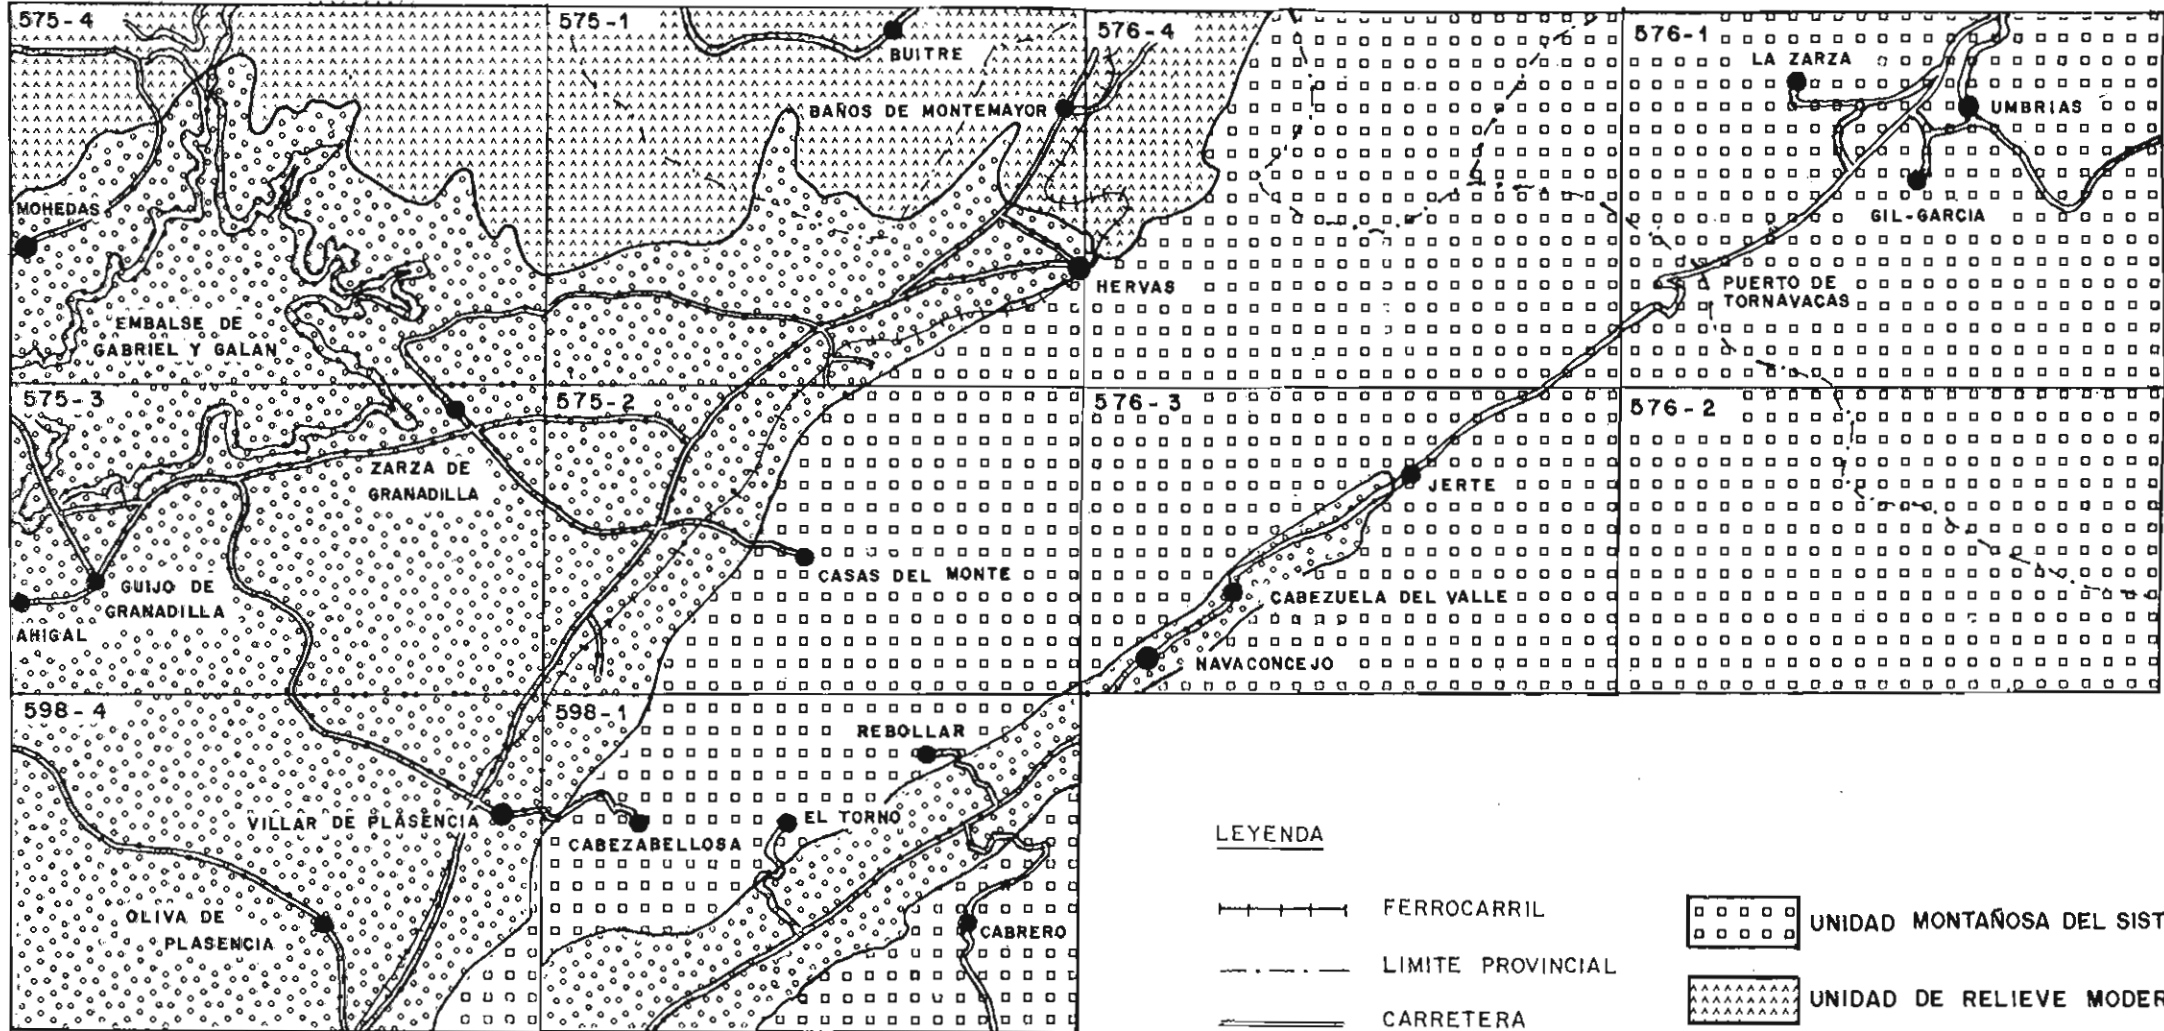 575-4
575-1
576-4
576-1
BUITRE
LA ZARZA
BAÑOS DE MONTEMAYOR
UMBRIAS
MOHEDAS
GIL-GARCIA
HERVAS
PUERTO DE
TORNAVACAS
EMBALSE DE
GABRIEL Y GALAN
575-3
575-2
576-3
576-2
ZARZA DE
GRANADILLA
JERTE
CASAS DEL MONTE
GUIJO DE
GRANADILLA
CABEZUELA DEL VALLE
AHIGAL
NAVACONCEJO
598-4
598-1
REBOLLAR
VILLAR DE PLASENCIA
EL TORNO
CABEZABELLOSA
OLIVA DE
PLASENCIA
CABRERO
LEYENDA
FERROCARRIL
LIMITE PROVINCIAL
CARRETERA
UNIDAD MONTAÑOSA DEL SIST
UNIDAD DE RELIEVE MODER